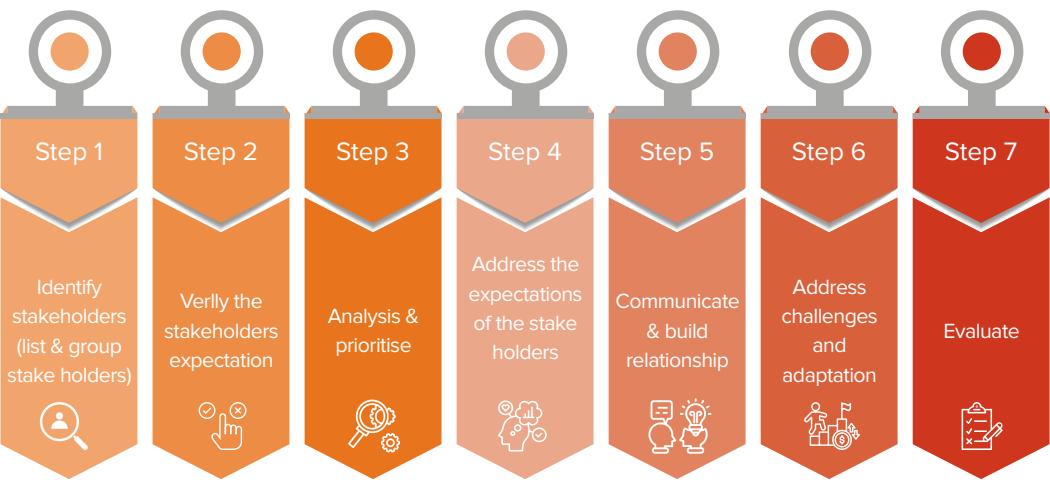 Step 1
Identify
stakeholders
(list & group
stake holders)
Step 2
Verlly the
stakeholders
expectation
Step 3
Analysis &
prioritise
Step 4
Address the
expectations
of the stake
holders
Step 5
Communicate
& build
relationship
Step 6
Address
challenges
and
adaptation
Step 7
Evaluate